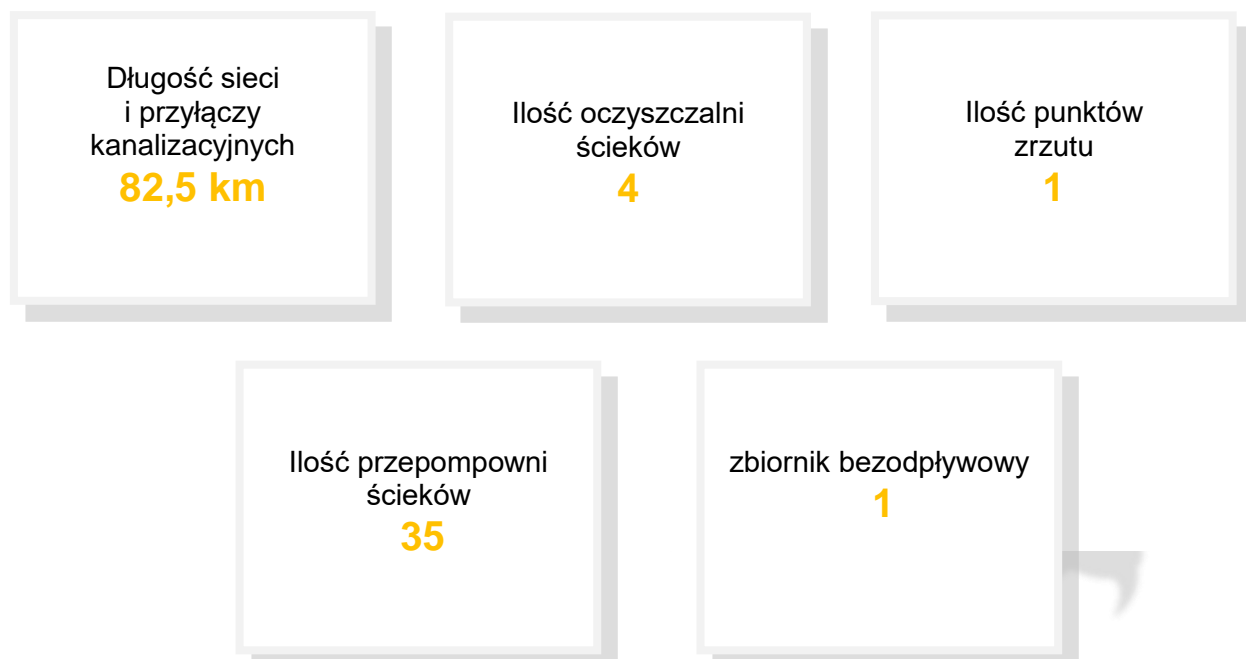 Długość sieci
i przyłączy
kanalizacyjnych
82,5 km
Ilość oczyszczalni
ścieków
4
Ilość punktów
zrzutu
1
Ilość przepompowni
ścieków
35
zbiornik bezodpływowy
1